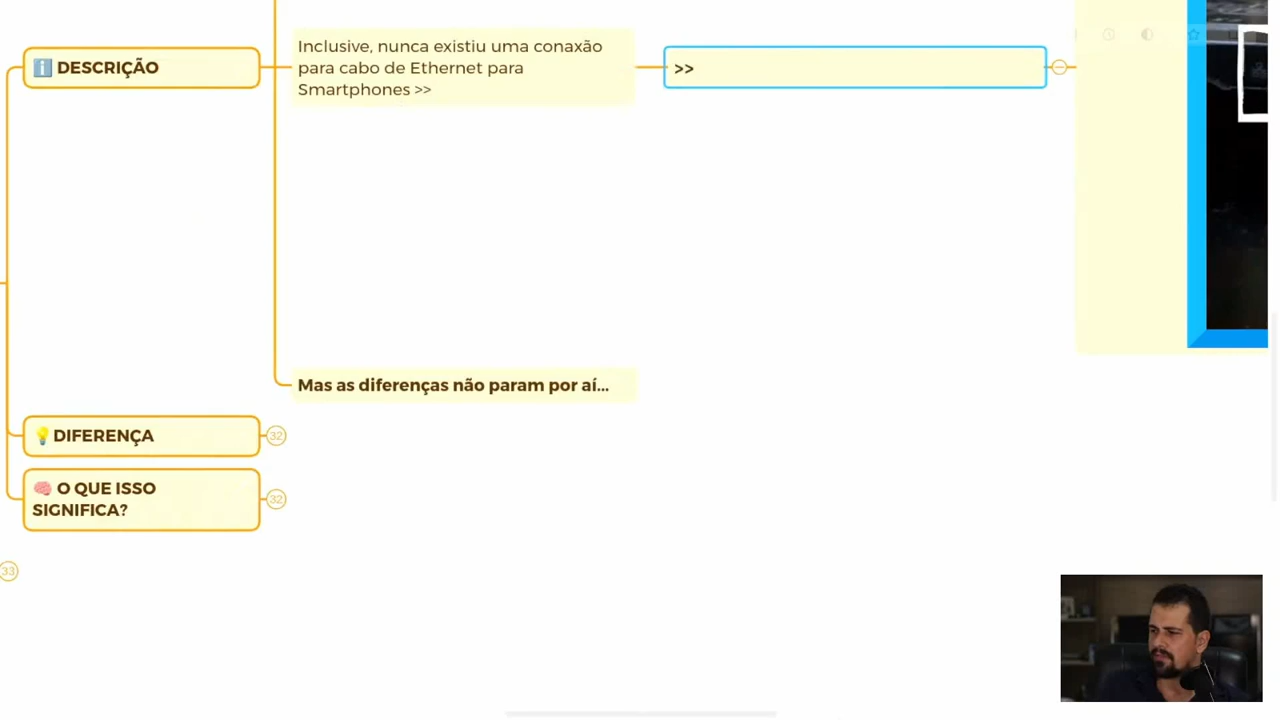 ℹ️ DESCRIÇÃO
Inclusive, nunca existiu uma conaxão
para cabo de Ethernet para
Smartphones >>
>>
Mas as diferenças não param por aí...
💡DIFERENÇA
32
🧠 O QUE ISSO
SIGNIFICA?
32
33